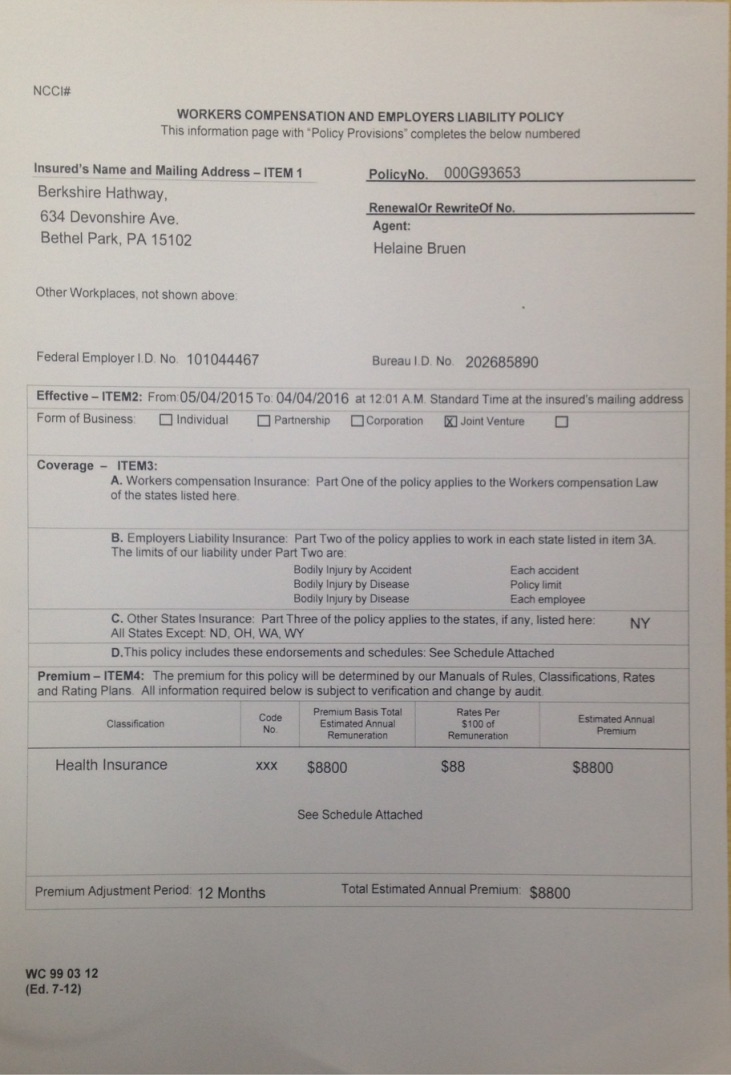 NCCI#
WORKERS COMPENSATION AND EMPLOYERS LIABILITY POLICY
This information page with "Policy Provisions" completes the below numbered
Insured's Name and Mailing Address – ITEM 1
Berkshire Hathway,
634 Devonshire Ave.
Bethel Park, PA 15102
PolicyNo. 000G93653
RenewalOr RewriteOf No.
Agent:
Helaine Bruen
Other Workplaces, not shown above:
Federal Employer I.D. No. 101044467
Bureau I.D. No. 202685890
Effective – ITEM2: From 05/04/2015 To: 04/04/2016 at 12:01 A.M. Standard Time at the insured's mailing address
Form of Business: ☐ Individual ☐ Partnership ☐ Corporation ☒ Joint Venture ☐
Coverage – ITEM3:
A. Workers compensation Insurance: Part One of the policy applies to the Workers compensation Law
of the states listed here.
B. Employers Liability Insurance: Part Two of the policy applies to work in each state listed in item 3A.
The limits of our liability under Part Two are:
Bodily Injury by Accident Each accident
Bodily Injury by Disease Policy limit
Bodily Injury by Disease Each employee
C. Other States Insurance: Part Three of the policy applies to the states, if any, listed here: NY
All States Except: ND, OH, WA, WY
D.This policy includes these endorsements and schedules: See Schedule Attached
Premium – ITEM4: The premium for this policy will be determined by our Manuals of Rules, Classifications, Rates
and Rating Plans. All information required below is subject to verification and change by audit.
Classification
Code
No.
Premium Basis Total
Estimated Annual
Remuneration
Rates Per
$100 of
Remuneration
Estimated Annual
Premium
Health Insurance xxx $8800 $88 $8800
See Schedule Attached
Premium Adjustment Period: 12 Months Total Estimated Annual Premium: $8800
WC 99 03 12
(Ed. 7-12)